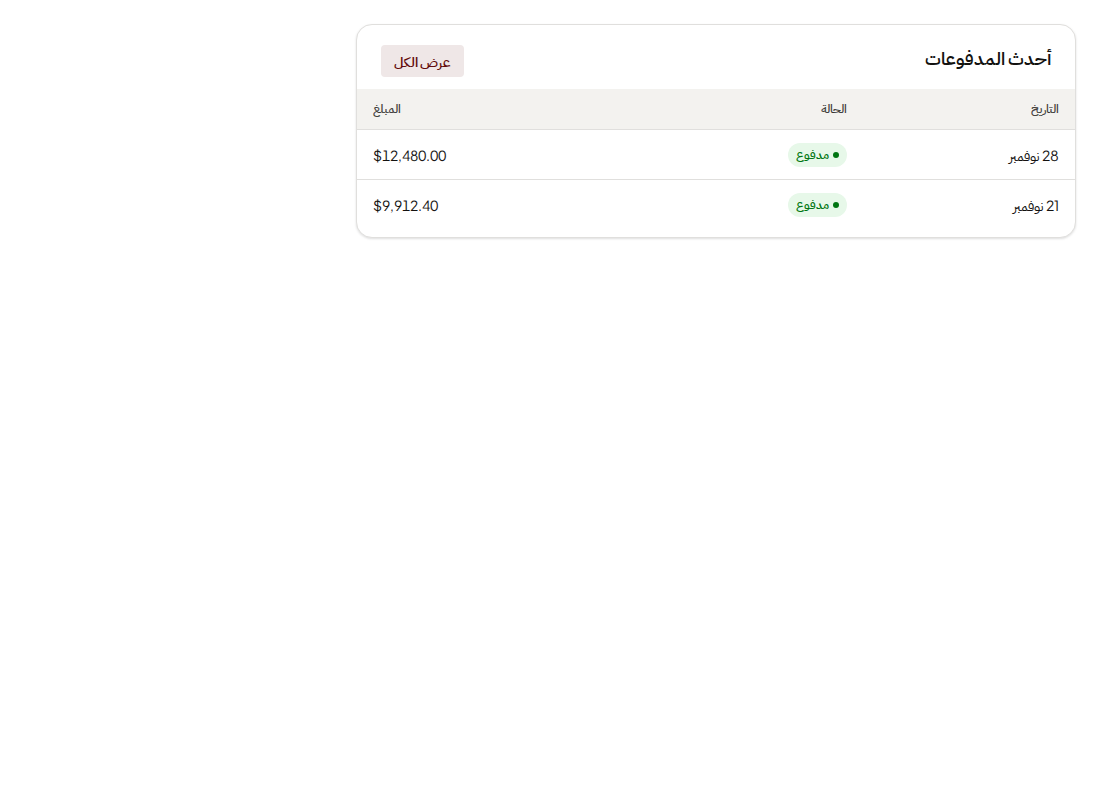 أحدث المدفوعات
عرض الكل
التاريخ الحالة المبلغ
28 نوفمبر مدفوع $12,480.00
21 نوفمبر مدفوع $9,912.40